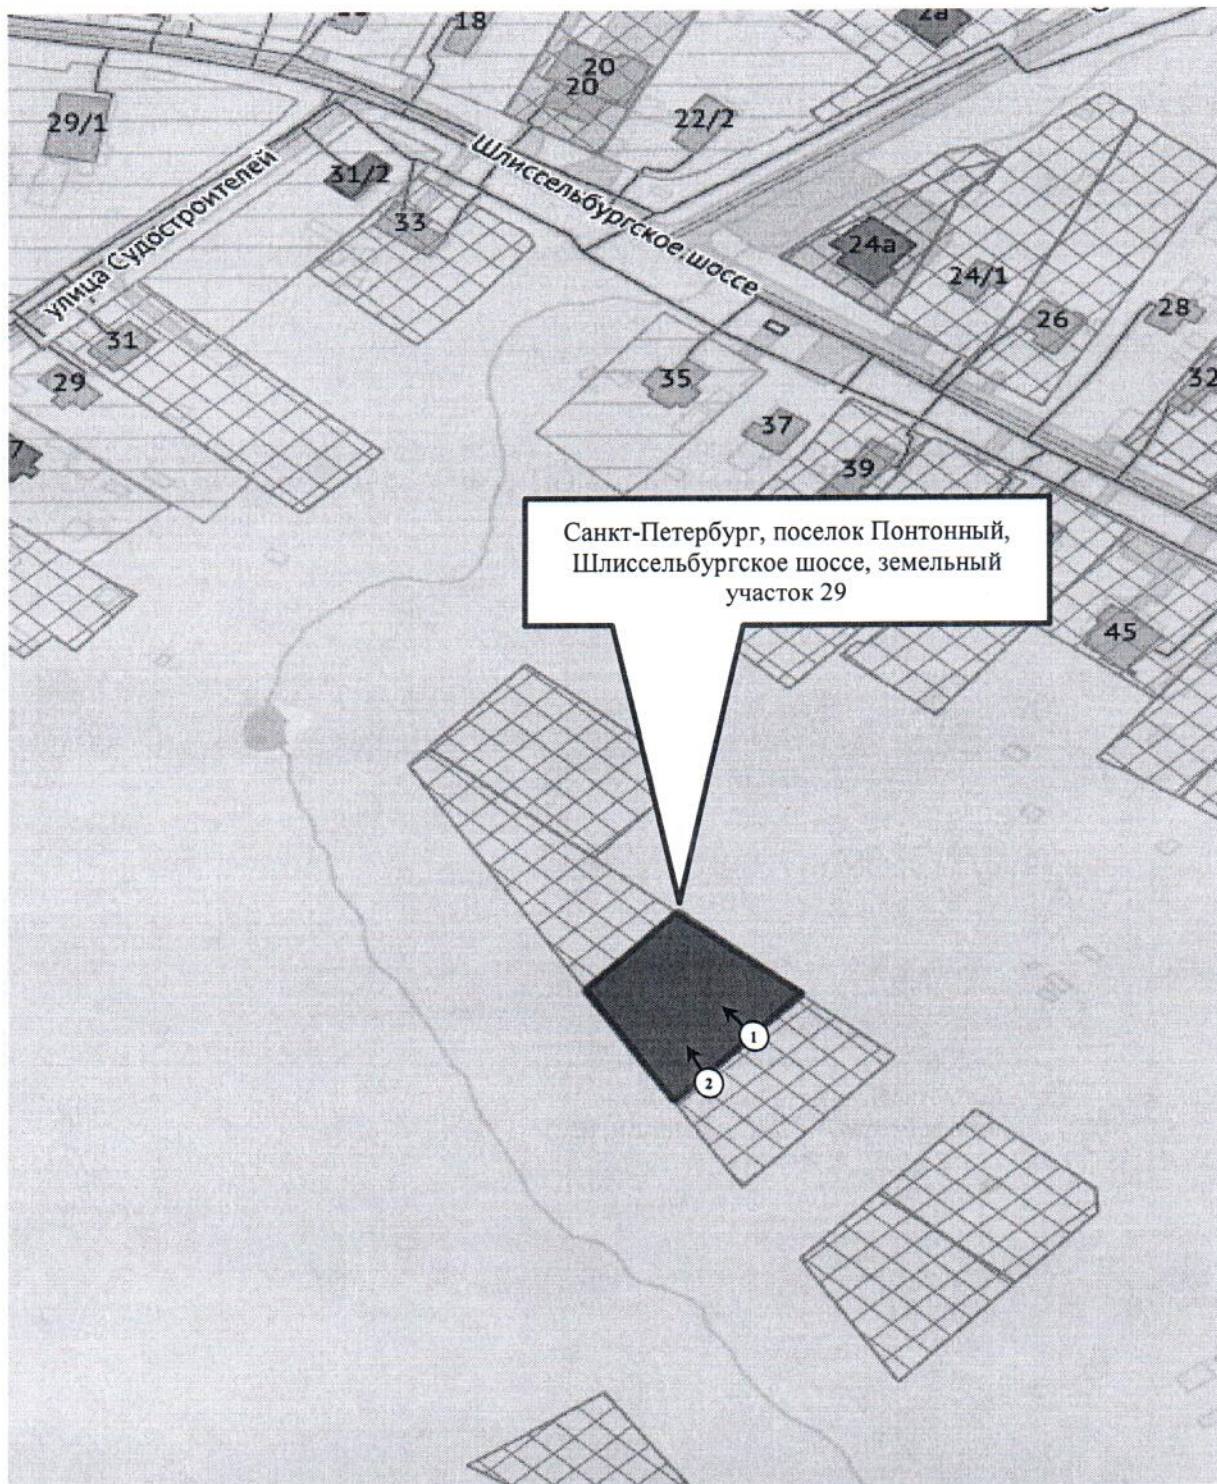 18
2а
20
20
29/1
22/2
Шлиссельбургское шоссе
31/2
улица Судостроителей
33
24а
24/1
26
28
31
29
35
32
37
7
39
Санкт-Петербург, поселок Понтонный,
Шлиссельбургское шоссе, земельный
участок 29
45
1
2